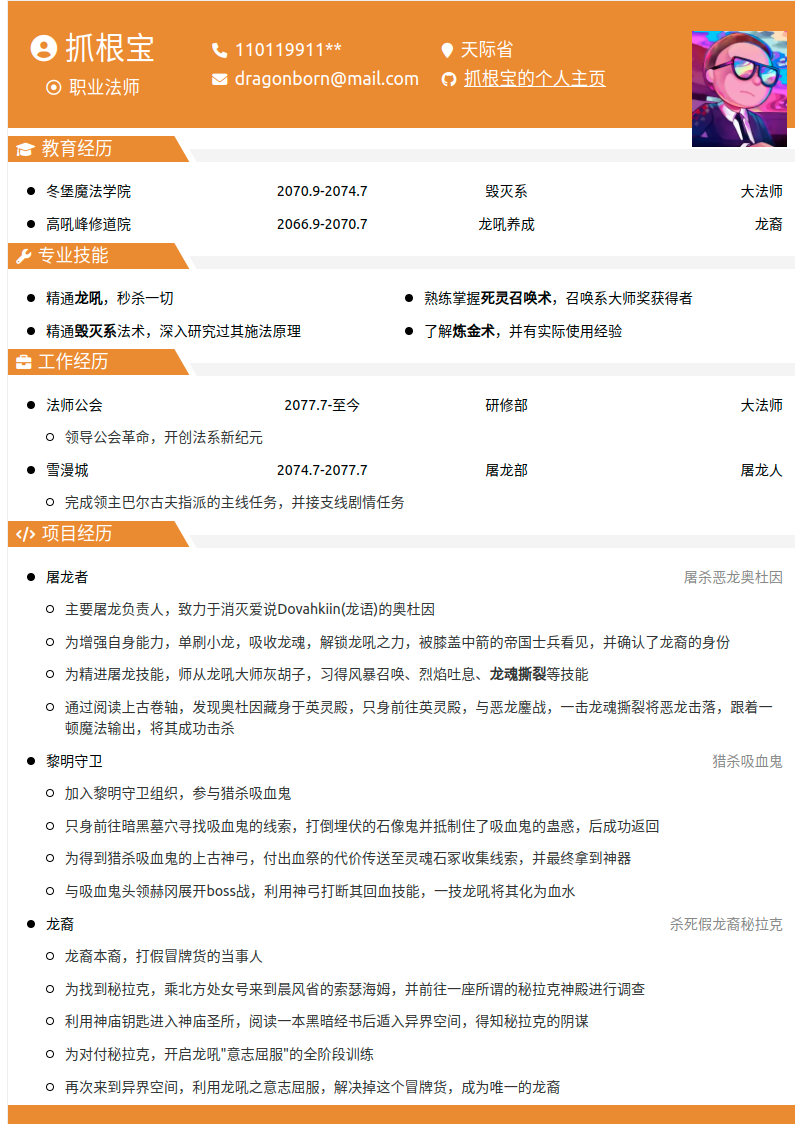 抓根宝
职业法师
110119911**
dragonborn@mail.com
天际省
抓根宝的个人主页
教育经历
冬堡魔法学院 2070.9-2074.7 毁灭系 大法师
高吼峰修道院 2066.9-2070.7 龙吼养成 龙裔
专业技能
精通龙吼，秒杀一切 熟练掌握死灵召唤术，召唤系大师奖获得者
精通毁灭系法术，深入研究过其施法原理 了解炼金术，并有实际使用经验
工作经历
法师公会 2077.7-至今 研修部 大法师
领导公会革命，开创法系新纪元
雪漫城 2074.7-2077.7 屠龙部 屠龙人
完成领主巴尔古夫指派的主线任务，并接支线剧情任务
项目经历
屠龙者 屠杀恶龙奥杜因
主要屠龙负责人，致力于消灭爱说Dovahkiin(龙语)的奥杜因
为增强自身能力，单刷小龙，吸收龙魂，解锁龙吼之力，被膝盖中箭的帝国士兵看见，并确认了龙裔的身份
为精进屠龙技能，师从龙吼大师灰胡子，习得风暴召唤、烈焰吐息、龙魂撕裂等技能
通过阅读上古卷轴，发现奥杜因藏身于英灵殿，只身前往英灵殿，与恶龙鏖战，一击龙魂撕裂将恶龙击落，跟着一
顿魔法输出，将其成功击杀
黎明守卫 猎杀吸血鬼
加入黎明守卫组织，参与猎杀吸血鬼
只身前往暗黑墓穴寻找吸血鬼的线索，打倒埋伏的石像鬼并抵制住了吸血鬼的蛊惑，后成功返回
为得到猎杀吸血鬼的上古神弓，付出血祭的代价传送至灵魂石冢收集线索，并最终拿到神器
与吸血鬼头领赫冈展开boss战，利用神弓打断其回血技能，一技龙吼将其化为血水
龙裔 杀死假龙裔秘拉克
龙裔本裔，打假冒牌货的当事人
为找到秘拉克，乘北方处女号来到晨风省的索瑟海姆，并前往一座所谓的秘拉克神殿进行调查
利用神庙钥匙进入神庙圣所，阅读一本黑暗经书后遁入异界空间，得知秘拉克的阴谋
为对付秘拉克，开启龙吼"意志屈服"的全阶段训练
再次来到异界空间，利用龙吼之意志屈服，解决掉这个冒牌货，成为唯一的龙裔